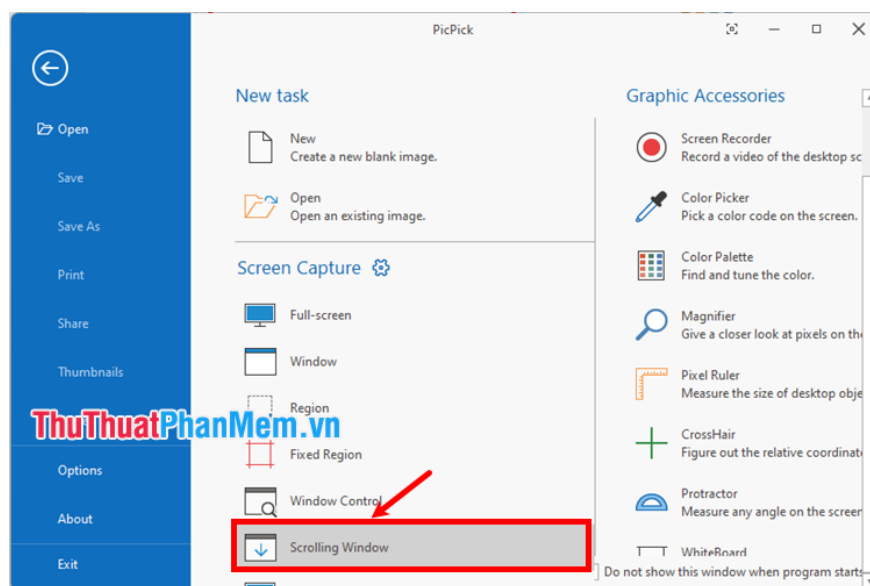 PicPick
Open
Save
Save As
Print
Share
Thumbnails
ThuThuatPhanMem.vn
Options
About
Exit
New task
New
Create a new blank image.
Open
Open an existing image.
Screen Capture
Full-screen
Window
Region
Fixed Region
Window Control
Scrolling Window
Graphic Accessories
Screen Recorder
Record a video of the desktop sc
Color Picker
Pick a color code on the screen.
Color Palette
Find and tune the color.
Magnifier
Give a closer look at pixels on the
Pixel Ruler
Measure the size of desktop obje
CrossHair
Figure out the relative coordinat
Protractor
Measure any angle on the screen
WhiteBoard
Do not show this window when program starts